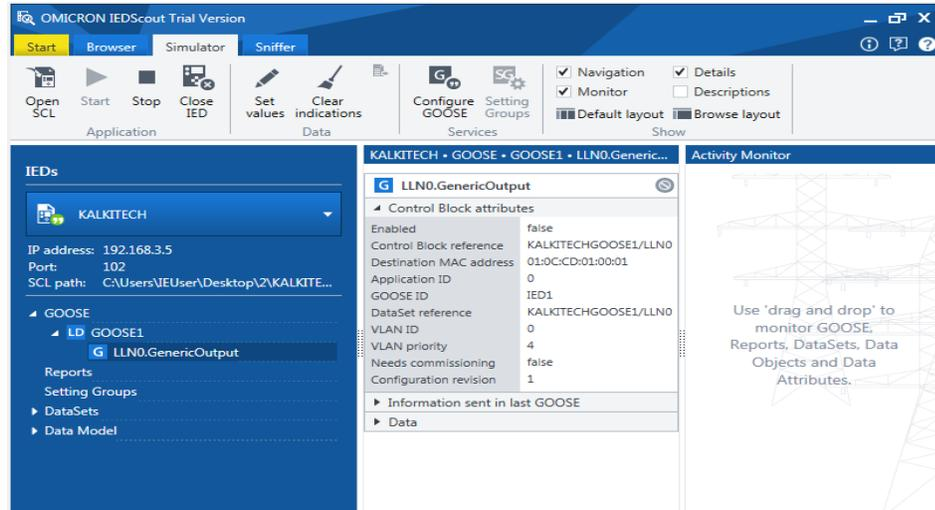 OMICRON IEDScout Trial Version
Start Browser Simulator Sniffer
Open SCL
Start
Stop
Close IED
Application
Set values
Clear indications
Data
Configure GOOSE
Setting Groups
Services
Navigation Details
Monitor Descriptions
Default layout Browse layout
Show
IEDs
KALKITECH
IP address: 192.168.3.5
Port: 102
SCL path: C:\Users\IEUser\Desktop\2\KALKITE...
GOOSE
LD GOOSE1
G LLN0.GenericOutput
Reports
Setting Groups
DataSets
Data Model
KALKITECH • GOOSE • GOOSE1 • LLN0.Generic...
G LLN0.GenericOutput
Control Block attributes
Enabled false
Control Block reference KALKITECHGOOSE1/LLN0
Destination MAC address 01:0C:CD:01:00:01
Application ID 0
GOOSE ID IED1
DataSet reference KALKITECHGOOSE1/LLN0
VLAN ID 0
VLAN priority 4
Needs commissioning false
Configuration revision 1
Information sent in last GOOSE
Data
Activity Monitor
Use 'drag and drop' to
monitor GOOSE,
Reports, DataSets, Data
Objects and Data
Attributes.